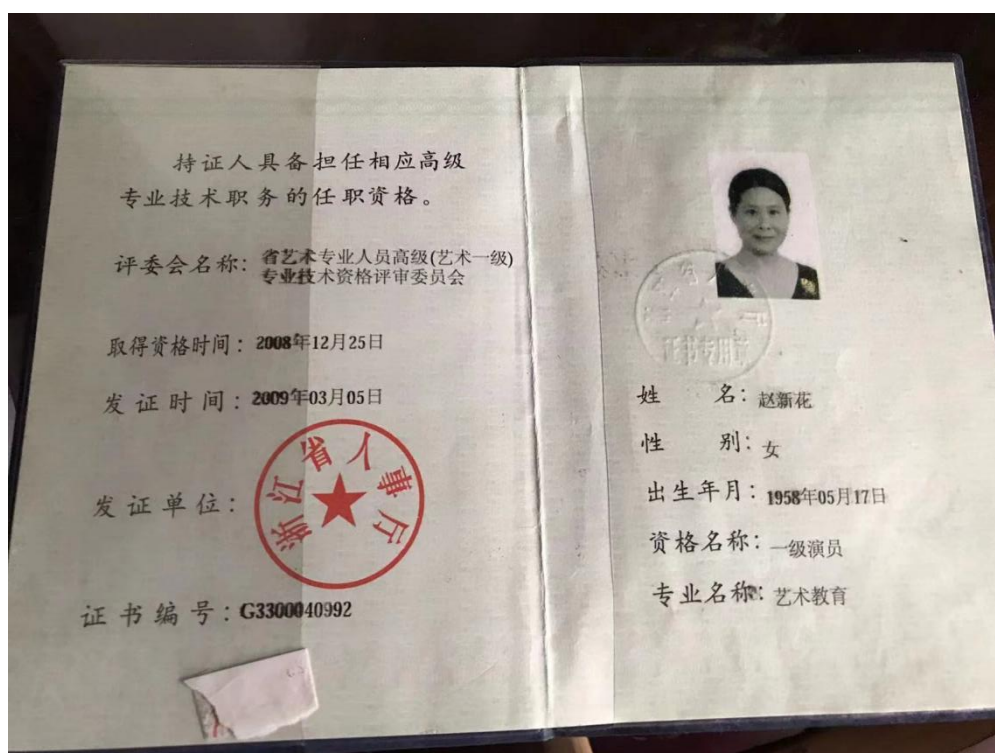 持证人具备担任相应高级
专业技术职务的任职资格。
评委会名称：省艺术专业人员高级(艺术一级)
专业技术资格评审委员会
取得资格时间：2008年12月25日
发证时间：2009年03月05日
发证单位：
浙江省人事厅
证书编号：G3300040992
证书专用章
姓名：赵新花
性别：女
出生年月：1958年05月17日
资格名称：一级演员
专业名称：艺术教育